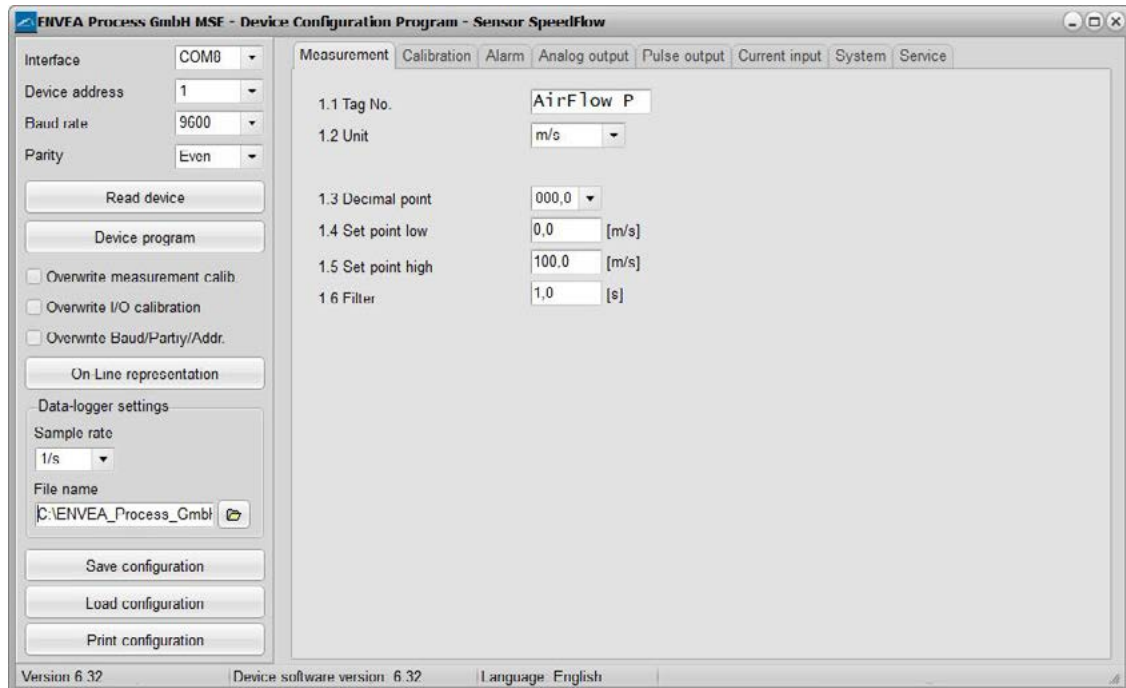 ENVEA Process GmbH MSE - Device Configuration Program - Sensor SpeedFlow
Interface COM8
Device address 1
Baud rate 9600
Parity Even
Read device
Device program
Overwrite measurement calib.
Overwrite I/O calibration
Overwrite Baud/Partiy/Addr.
On-Line representation
Data-logger settings
Sample rate
1/s
File name
C:\ENVEA_Process_Gmbl
Save configuration
Load configuration
Print configuration
Measurement Calibration Alarm Analog output Pulse output Current input System Service
1.1 Tag No. AirFlow P
1.2 Unit m/s
1.3 Decimal point 000,0
1.4 Set point low 0,0 [m/s]
1.5 Set point high 100,0 [m/s]
1.6 Filter 1,0 [s]
Version 6.32 Device software version: 6.32 Language: English